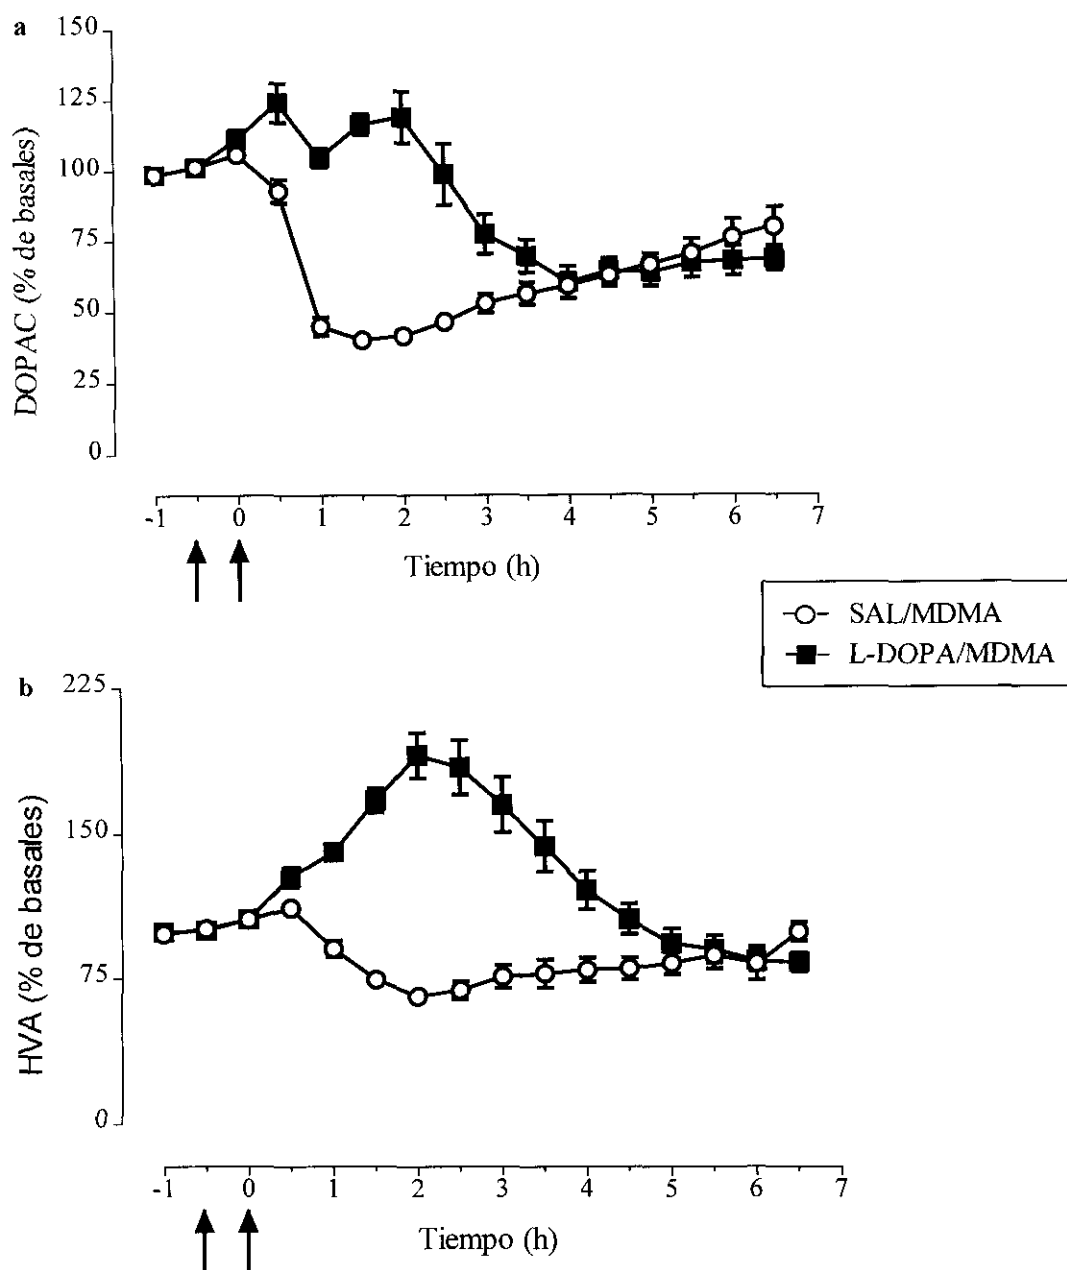 a
150
125
100
75
50
25
0
DOPAC (% de basales)
-1 0 1 2 3 4 5 6 7
Tiempo (h)
SAL/MDMA
L-DOPA/MDMA
b
225
150
75
0
HVA (% de basales)
-1 0 1 2 3 4 5 6 7
Tiempo (h)